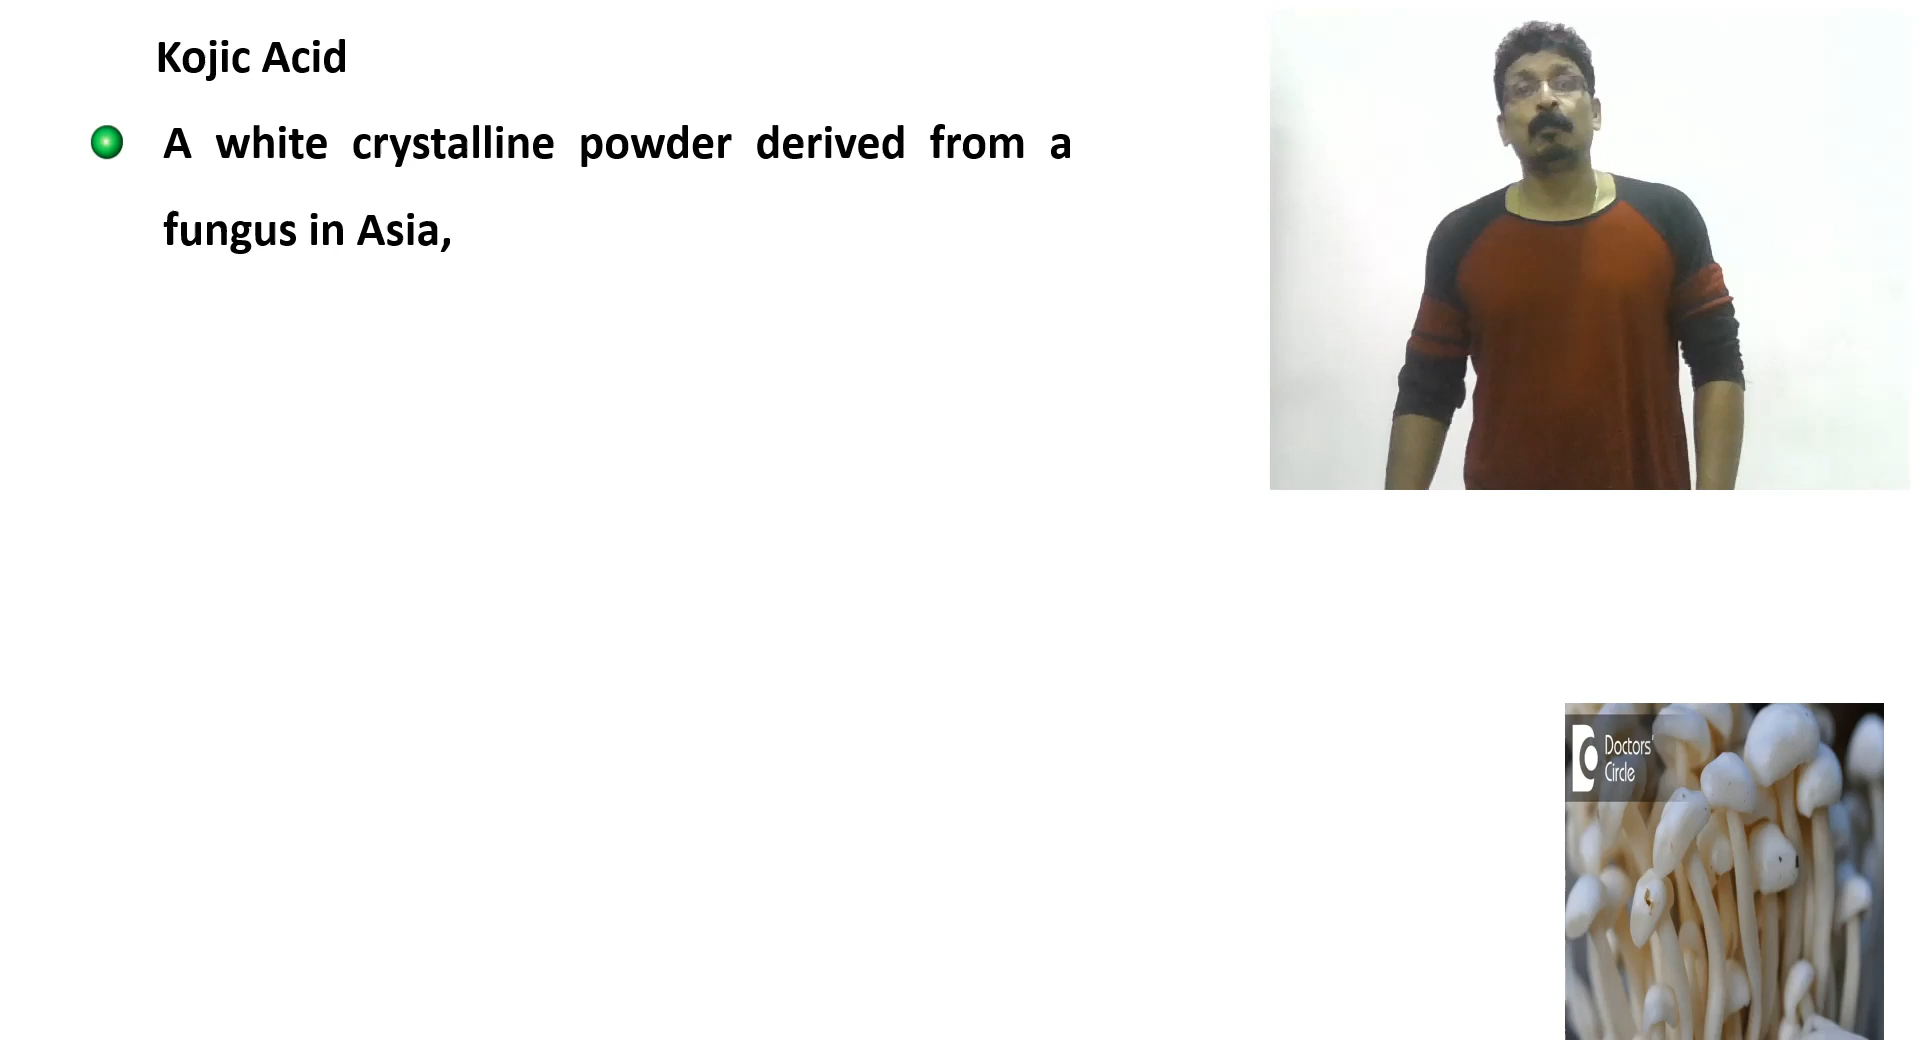 Kojic Acid
A white crystalline powder derived from a
fungus in Asia,
Doctors'
Circle